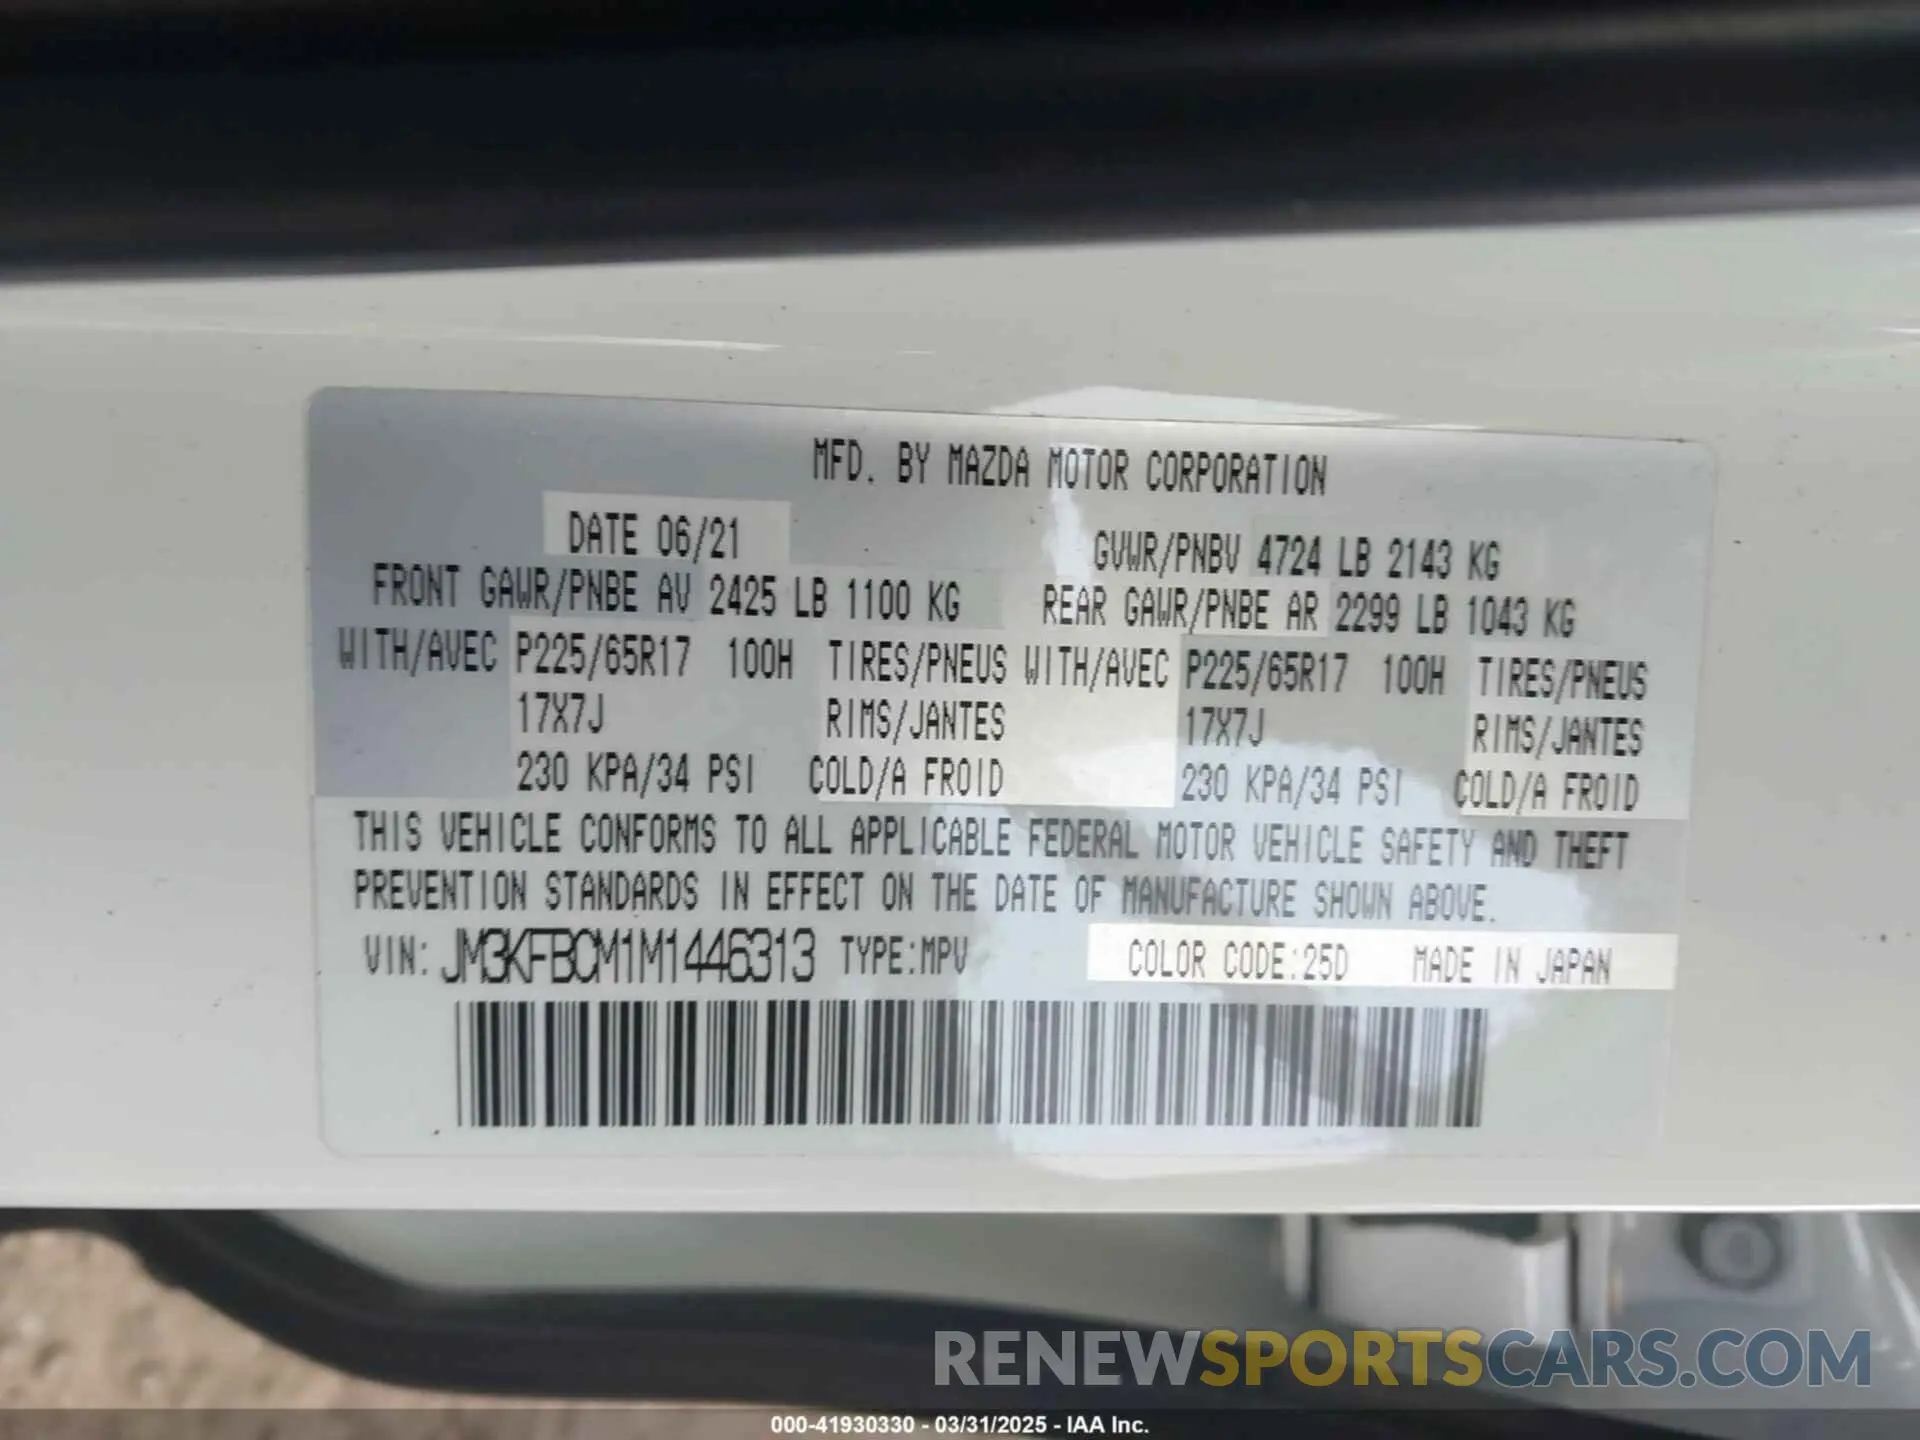 MFD. BY MAZDA MOTOR CORPORATION
DATE 06/21 GVWR/PNBV 4724 LB 2143 KG
FRONT GAWR/PNBE AV 2425 LB 1100 KG REAR GAWR/PNBE AR 2299 LB 1043 KG
WITH/AVEC P225/65R17 100H TIRES/PNEUS WITH/AVEC P225/65R17 100H TIRES/PNEUS
17X7J RIMS/JANTES 17X7J RIMS/JANTES
230 KPA/34 PSI COLD/A FROID 230 KPA/34 PSI COLD/A FROID
THIS VEHICLE CONFORMS TO ALL APPLICABLE FEDERAL MOTOR VEHICLE SAFETY AND THEFT
PREVENTION STANDARDS IN EFFECT ON THE DATE OF MANUFACTURE SHOWN ABOVE.
VIN: JM3KFBCM1M1446313 TYPE:MPV COLOR CODE:25D MADE IN JAPAN
RENEWSPORTSCARS.COM
000-41930330 - 03/31/2025 - IAA Inc.